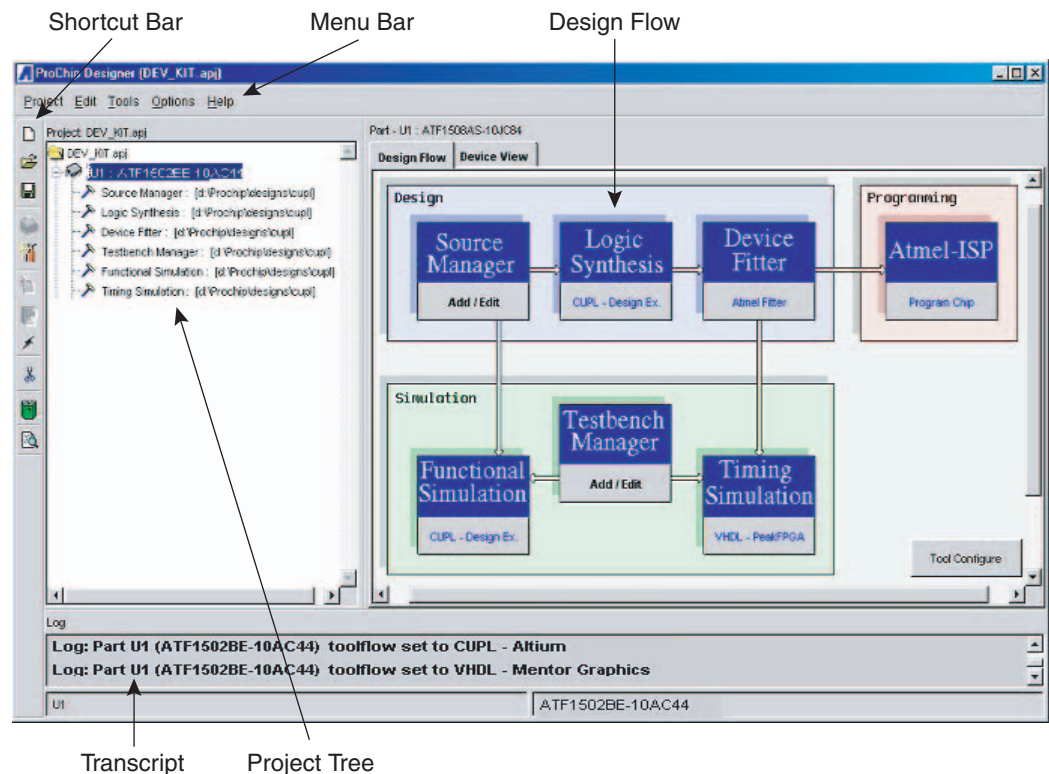 Shortcut Bar
Menu Bar
Design Flow
ProChip Designer (DEV_KIT.apj)
Project Edit Tools Options Help
Project: DEV_KIT.apj
DEV_KIT.apj
U1 : ATF1502BE-10AC44
Source Manager : [d:\Prochip\designs\cupl]
Logic Synthesis : [d:\Prochip\designs\cupl]
Device Fitter : [d:\Prochip\designs\cupl]
Testbench Manager : [d:\Prochip\designs\cupl]
Functional Simulation : [d:\Prochip\designs\cupl]
Timing Simulation : [d:\Prochip\designs\cupl]
Part - U1 : ATF1508AS-10JC84
Design Flow
Device View
Design
Source Manager
Add / Edit
Logic Synthesis
CUPL - Design Ex.
Device Fitter
Atmel Fitter
Programming
Atmel-ISP
Program Chip
Simulation
Testbench Manager
Add / Edit
Functional Simulation
CUPL - Design Ex.
Timing Simulation
VHDL - PeakFPGA
Tool Configure
Log
Log: Part U1 (ATF1502BE-10AC44) toolflow set to CUPL - Altium
Log: Part U1 (ATF1502BE-10AC44) toolflow set to VHDL - Mentor Graphics
U1
ATF1502BE-10AC44
Transcript
Project Tree